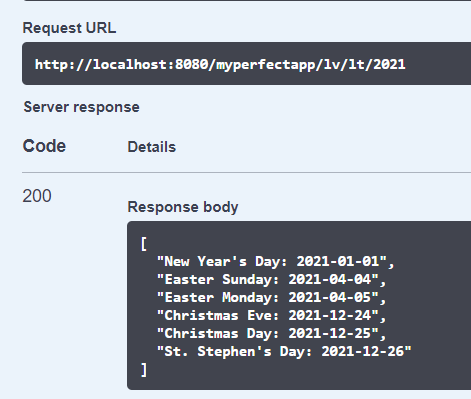 Request URL
http://localhost:8080/myperfectapp/lv/lt/2021
Server response
Code Details
200
Response body
[
"New Year's Day: 2021-01-01",
"Easter Sunday: 2021-04-04",
"Easter Monday: 2021-04-05",
"Christmas Eve: 2021-12-24",
"Christmas Day: 2021-12-25",
"St. Stephen's Day: 2021-12-26"
]